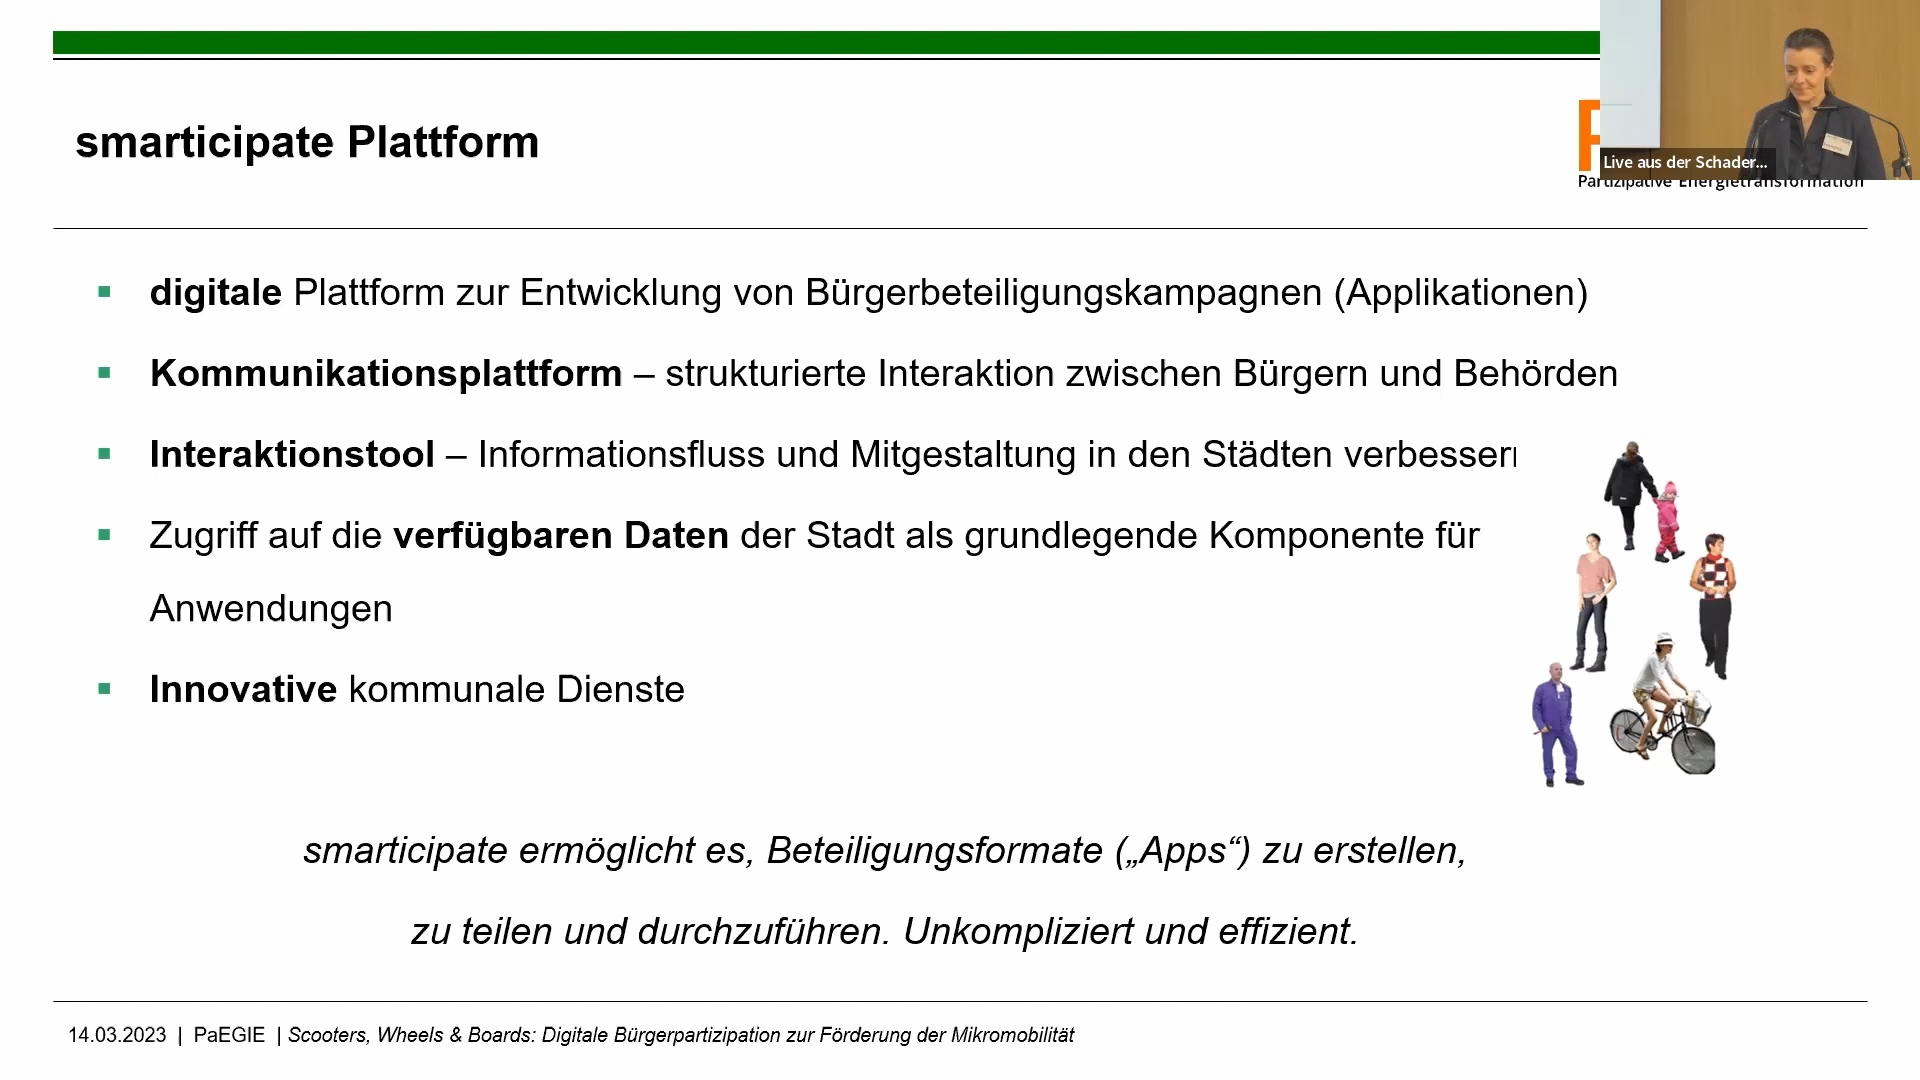 smarticipate Plattform
Live aus der Schader...
Partizipative Energietransformation
digitale Plattform zur Entwicklung von Bürgerbeteiligungskampagnen (Applikationen)
Kommunikationsplattform – strukturierte Interaktion zwischen Bürgern und Behörden
Interaktionstool – Informationsfluss und Mitgestaltung in den Städten verbessern
Zugriff auf die verfügbaren Daten der Stadt als grundlegende Komponente für
Anwendungen
Innovative kommunale Dienste
smarticipate ermöglicht es, Beteiligungsformate („Apps“) zu erstellen,
zu teilen und durchzuführen. Unkompliziert und effizient.
14.03.2023 | PaEGIE | Scooters, Wheels & Boards: Digitale Bürgerpartizipation zur Förderung der Mikromobilität